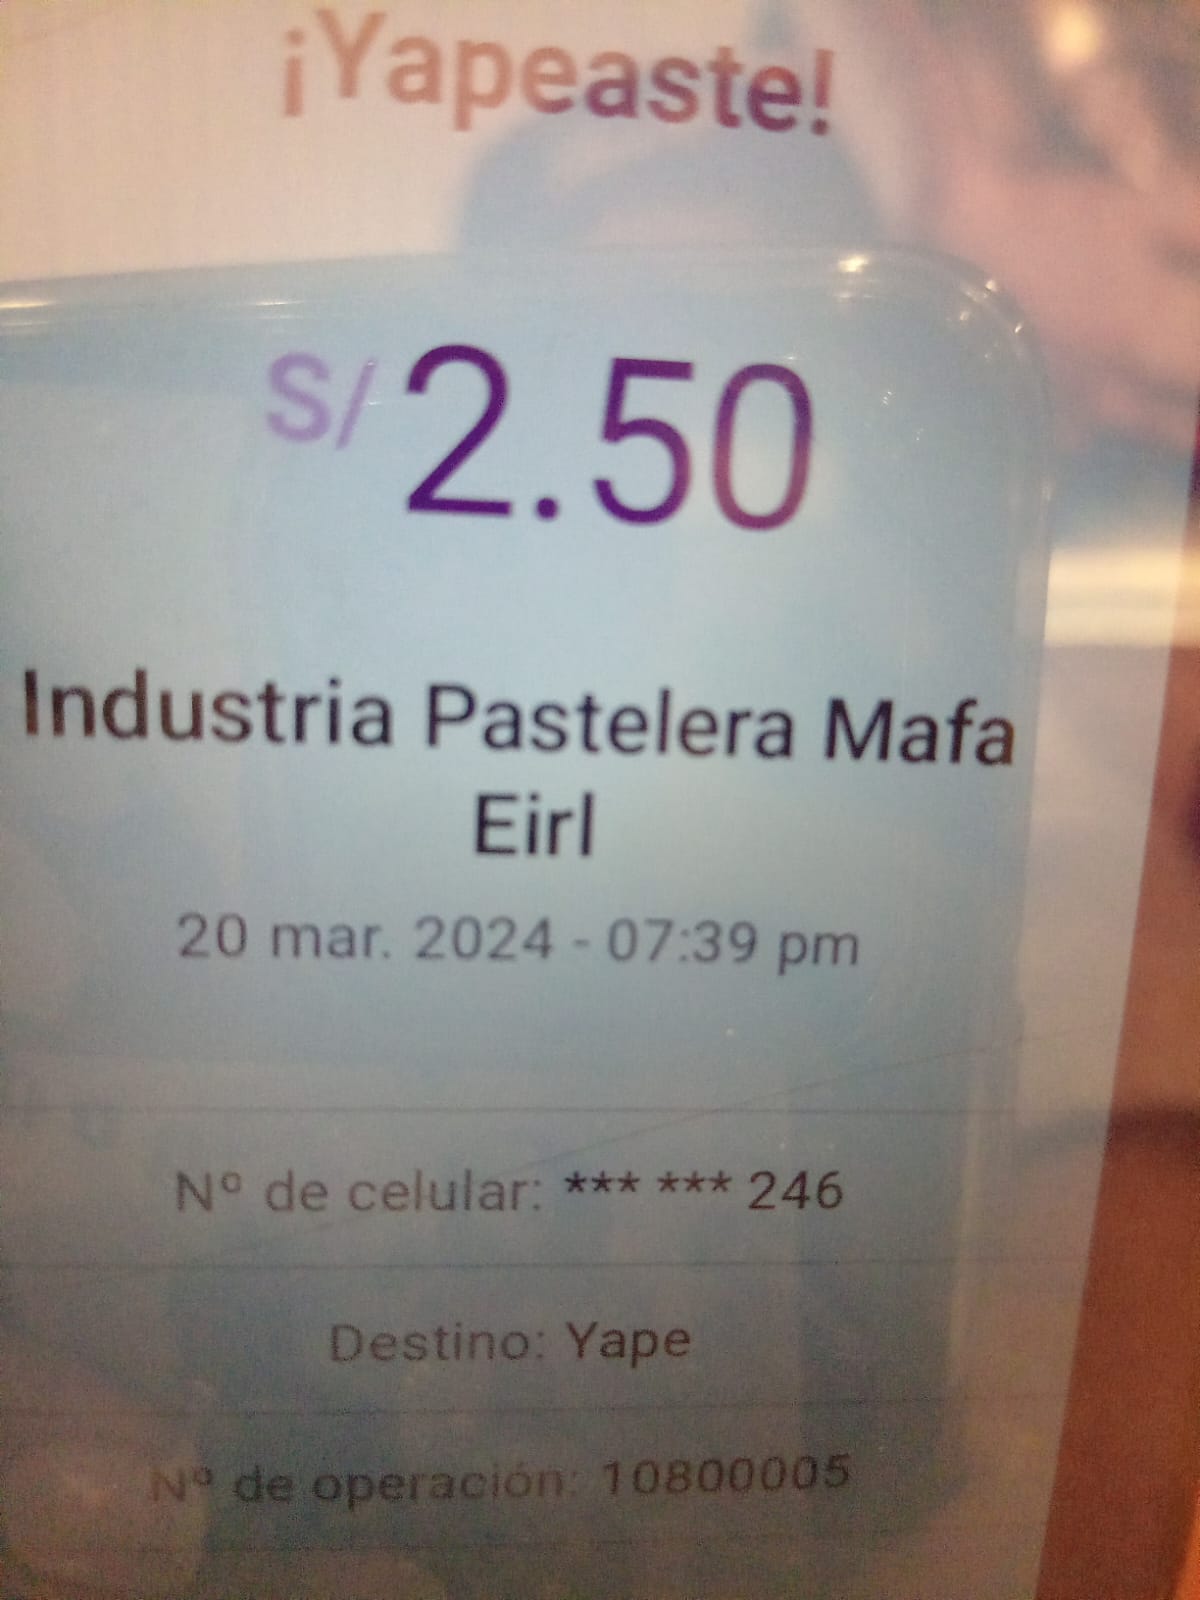 ¡Yapeaste!
S/2.50
Industria Pastelera Mafa
Eirl
20 mar. 2024 - 07:39 pm
Nº de celular: *** *** 246
Destino: Yape
Nº de operación: 10800005